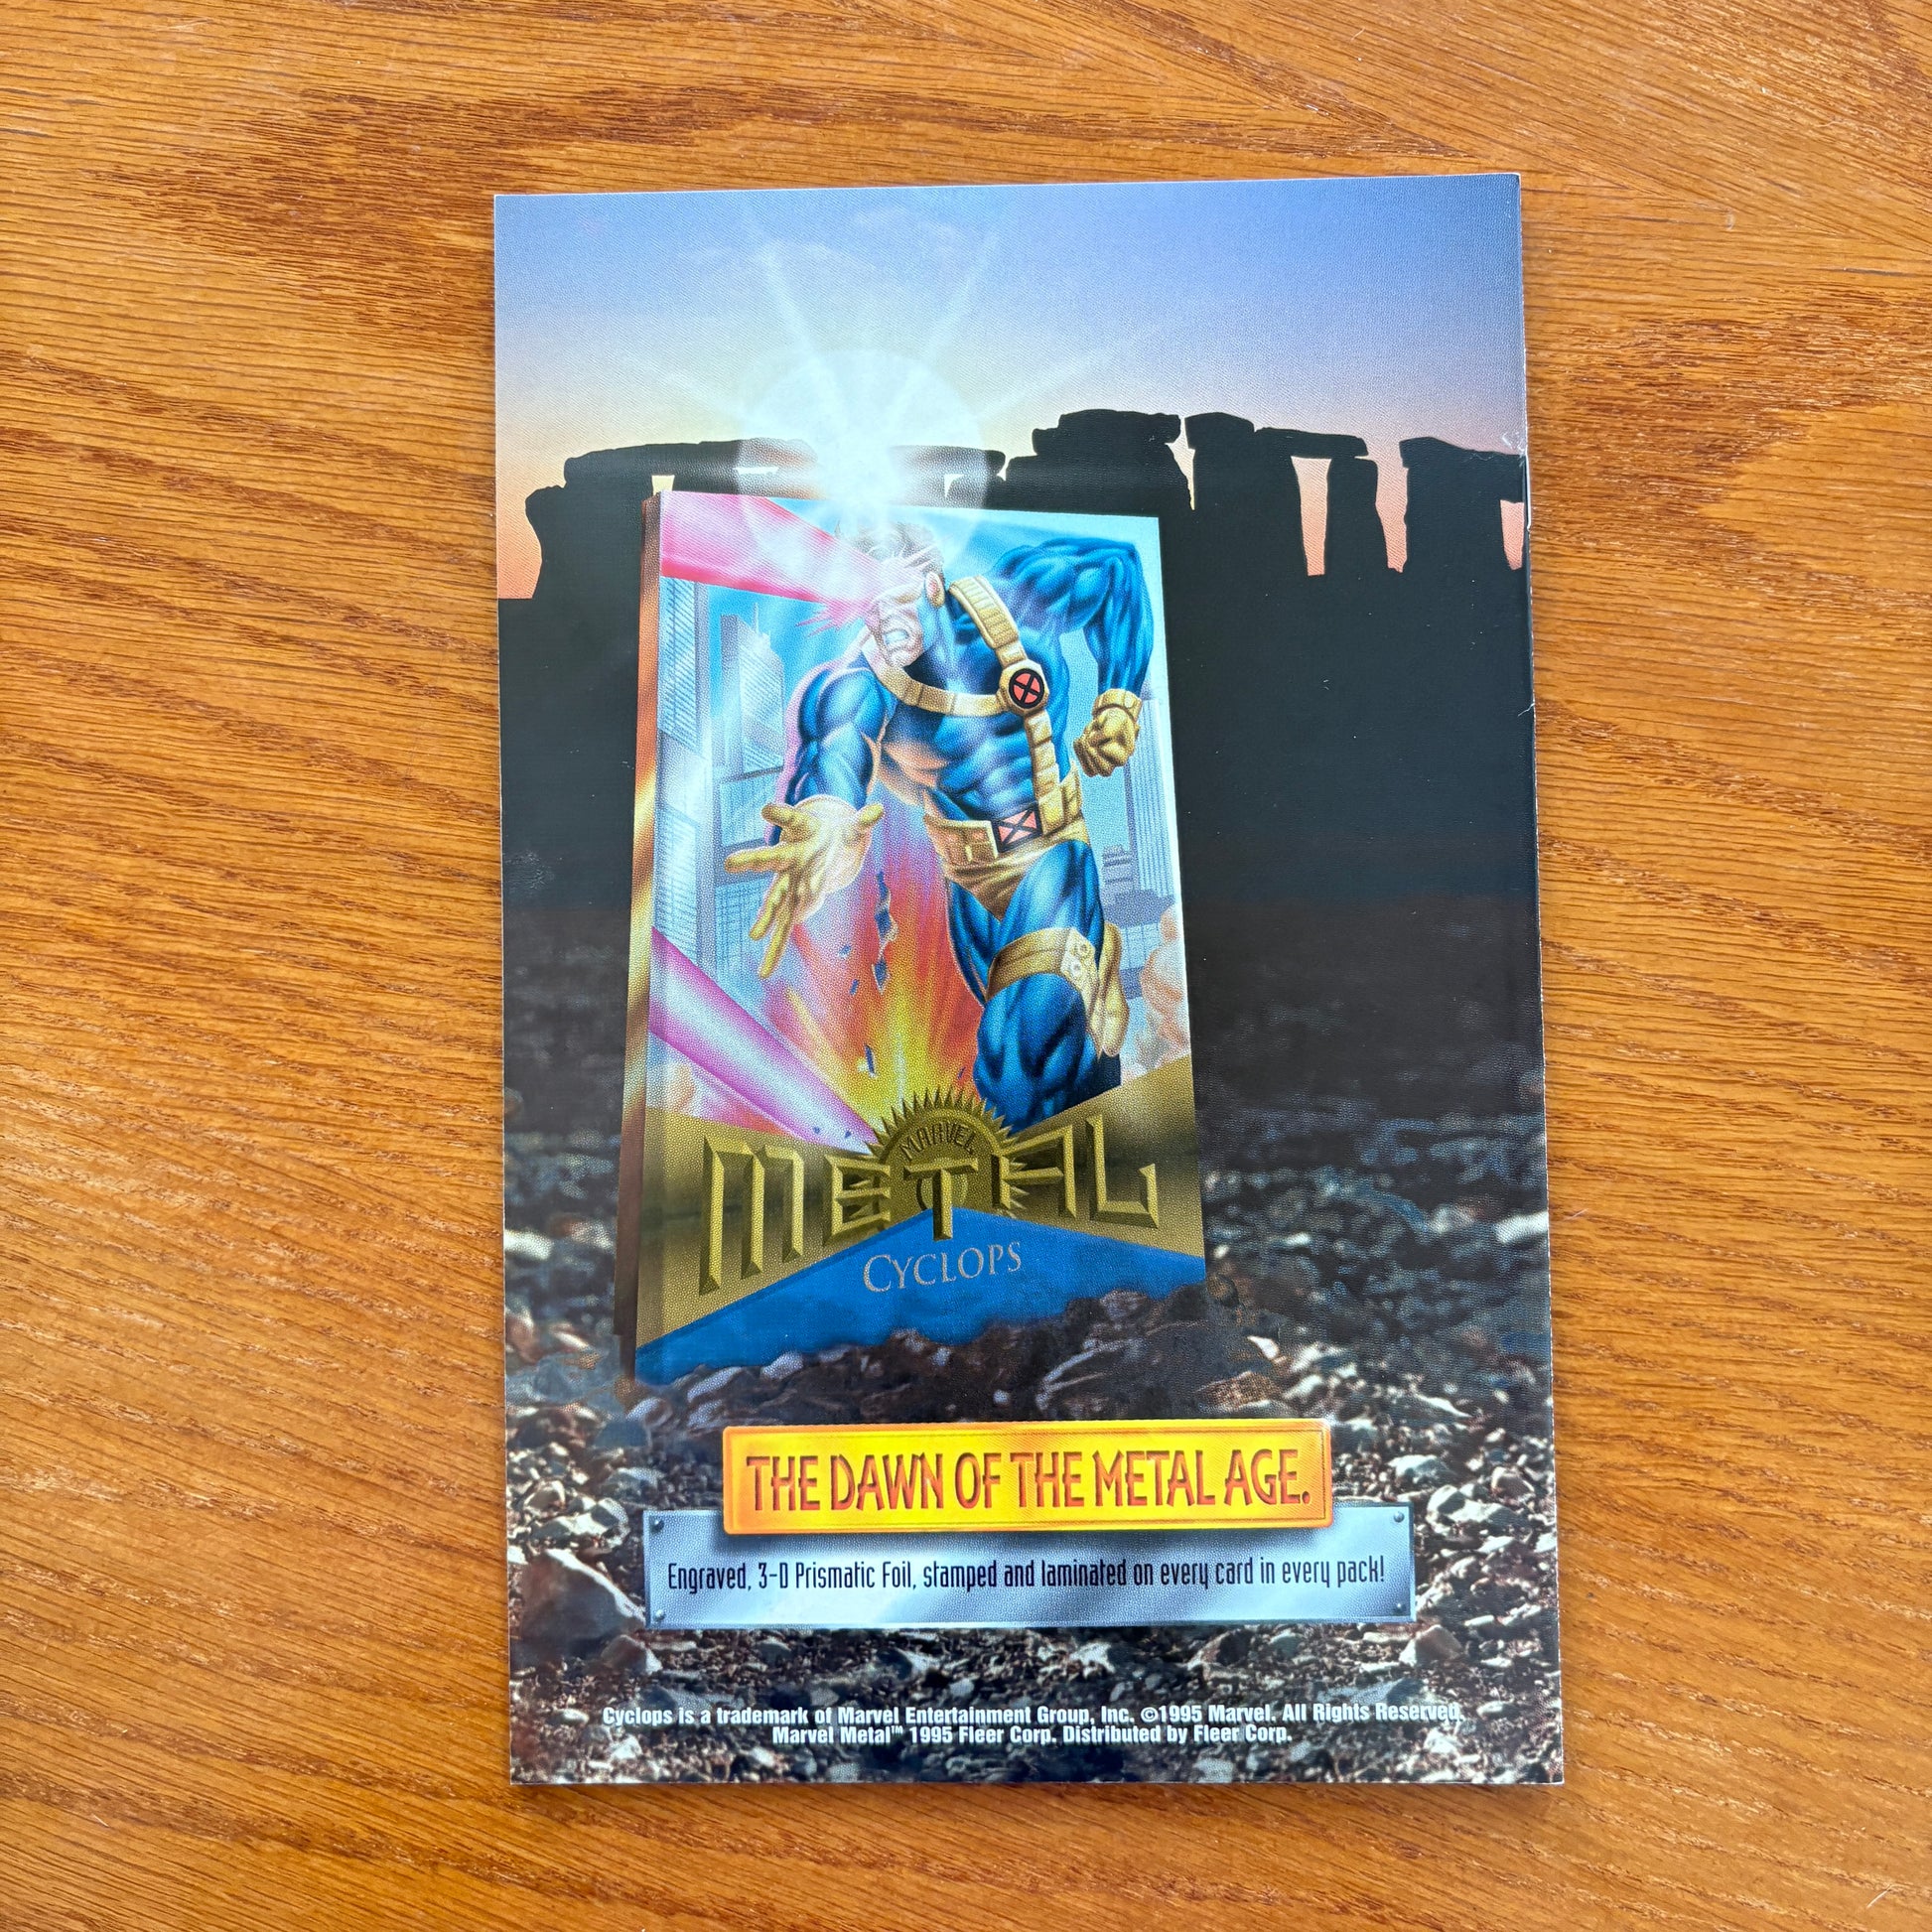 MARVEL
METAL
CYCLOPS
THE DAWN OF THE METAL AGE.
Engraved, 3-D Prismatic Foil, stamped and laminated on every card in every pack!
Cyclops is a trademark of Marvel Entertainment Group, Inc. ©1995 Marvel. All Rights Reserved.
Marvel Metal™ 1995 Fleer Corp. Distributed by Fleer Corp.